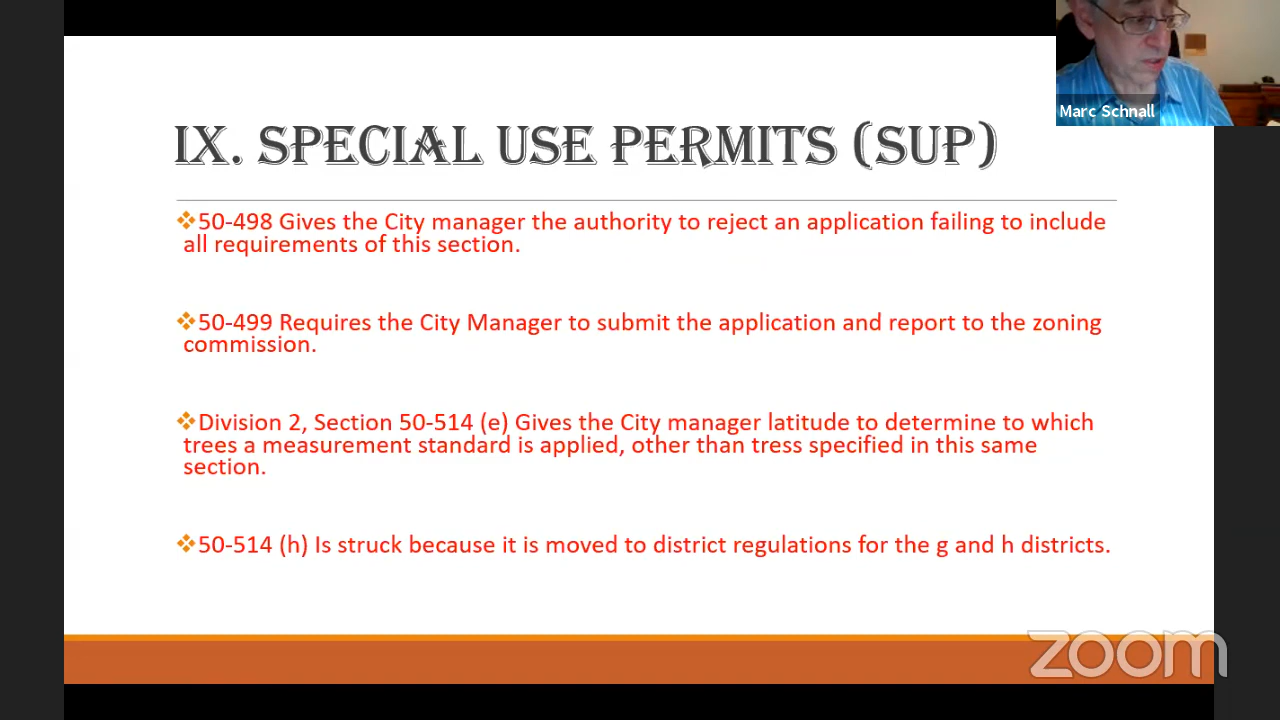 Marc Schnall
IX. SPECIAL USE PERMITS (SUP)
50-498 Gives the City manager the authority to reject an application failing to include
all requirements of this section.
50-499 Requires the City Manager to submit the application and report to the zoning
commission.
Division 2, Section 50-514 (e) Gives the City manager latitude to determine to which
trees a measurement standard is applied, other than tress specified in this same
section.
50-514 (h) Is struck because it is moved to district regulations for the g and h districts.
zoom